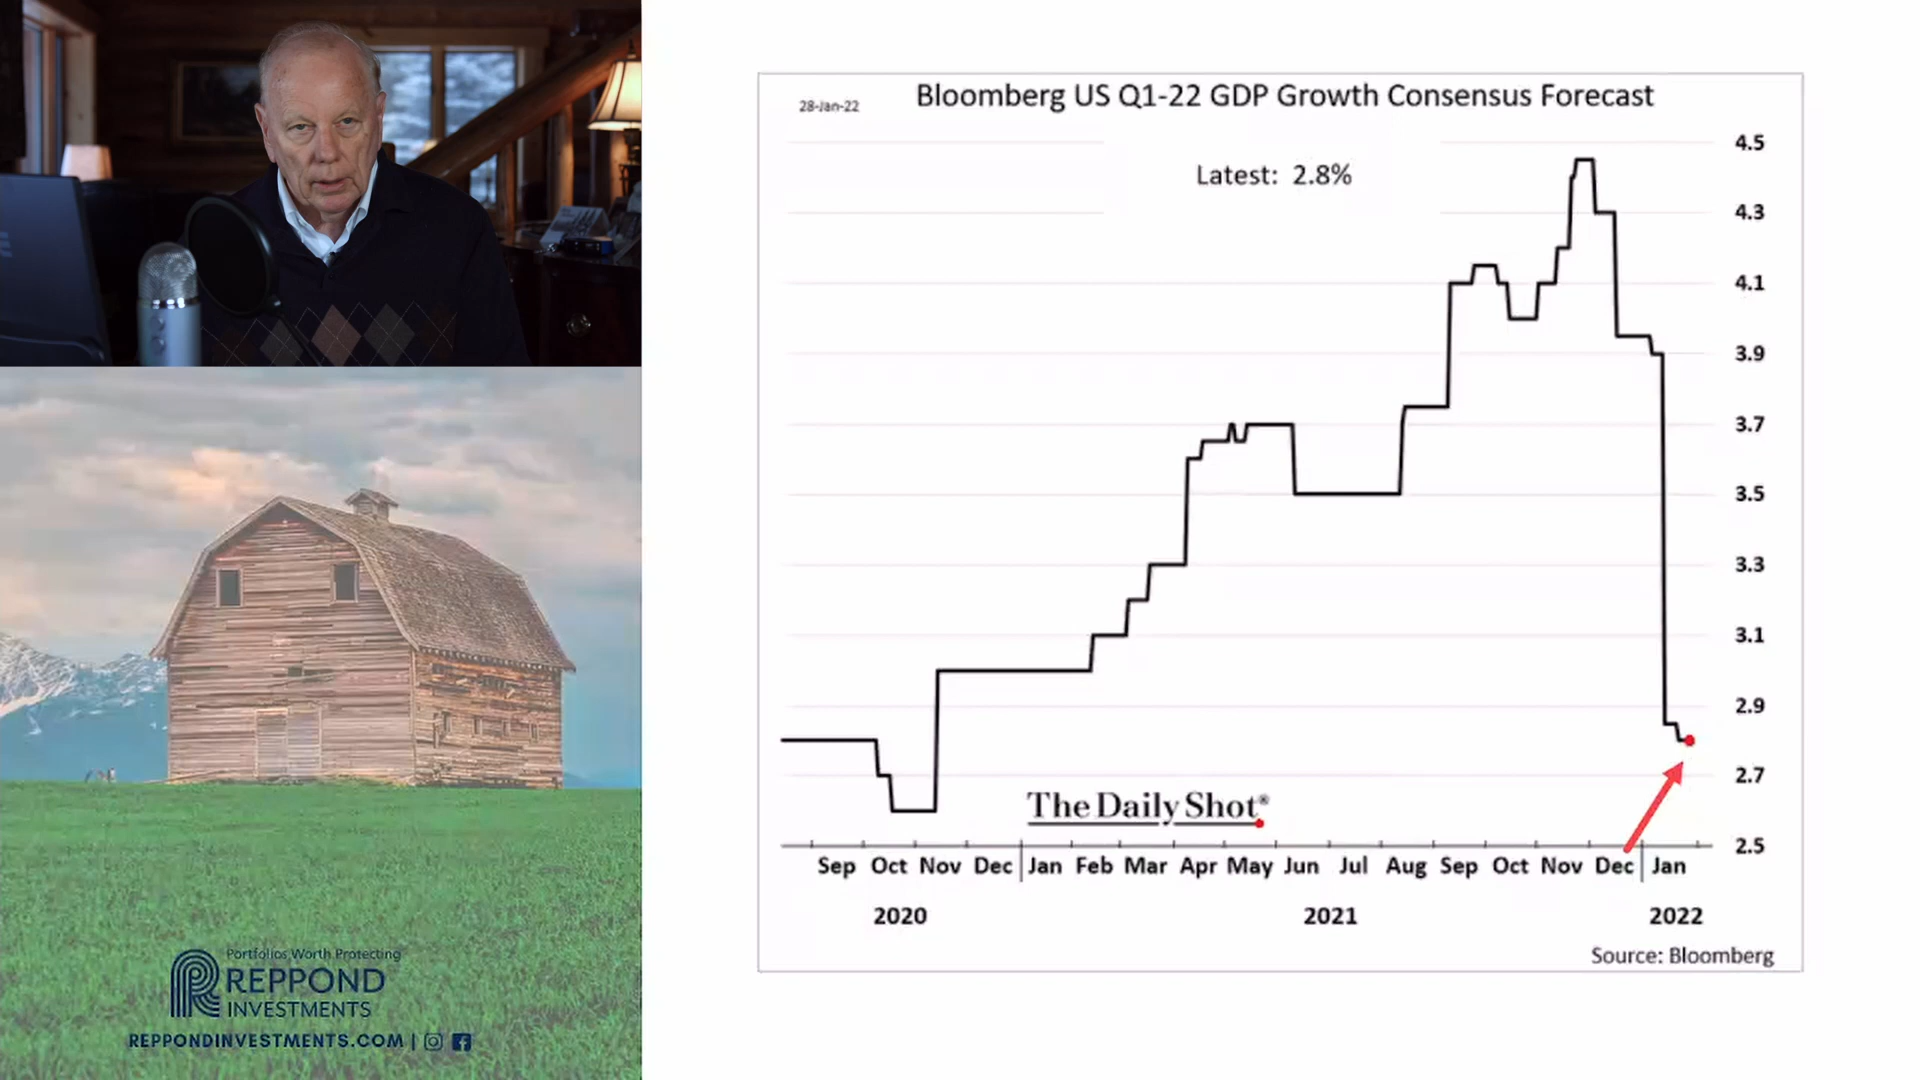 Bloomberg US Q1-22 GDP Growth Consensus Forecast
28-Jan-22
Latest: 2.8%
4.5
4.3
4.1
3.9
3.7
3.5
3.3
3.1
2.9
2.7
2.5
The Daily Shot®
Sep Oct Nov Dec Jan Feb Mar Apr May Jun Jul Aug Sep Oct Nov Dec Jan
2020 2021 2022
Source: Bloomberg
Portfolios Worth Protecting
REPPOND
INVESTMENTS
REPPONDINVESTMENTS.COM |